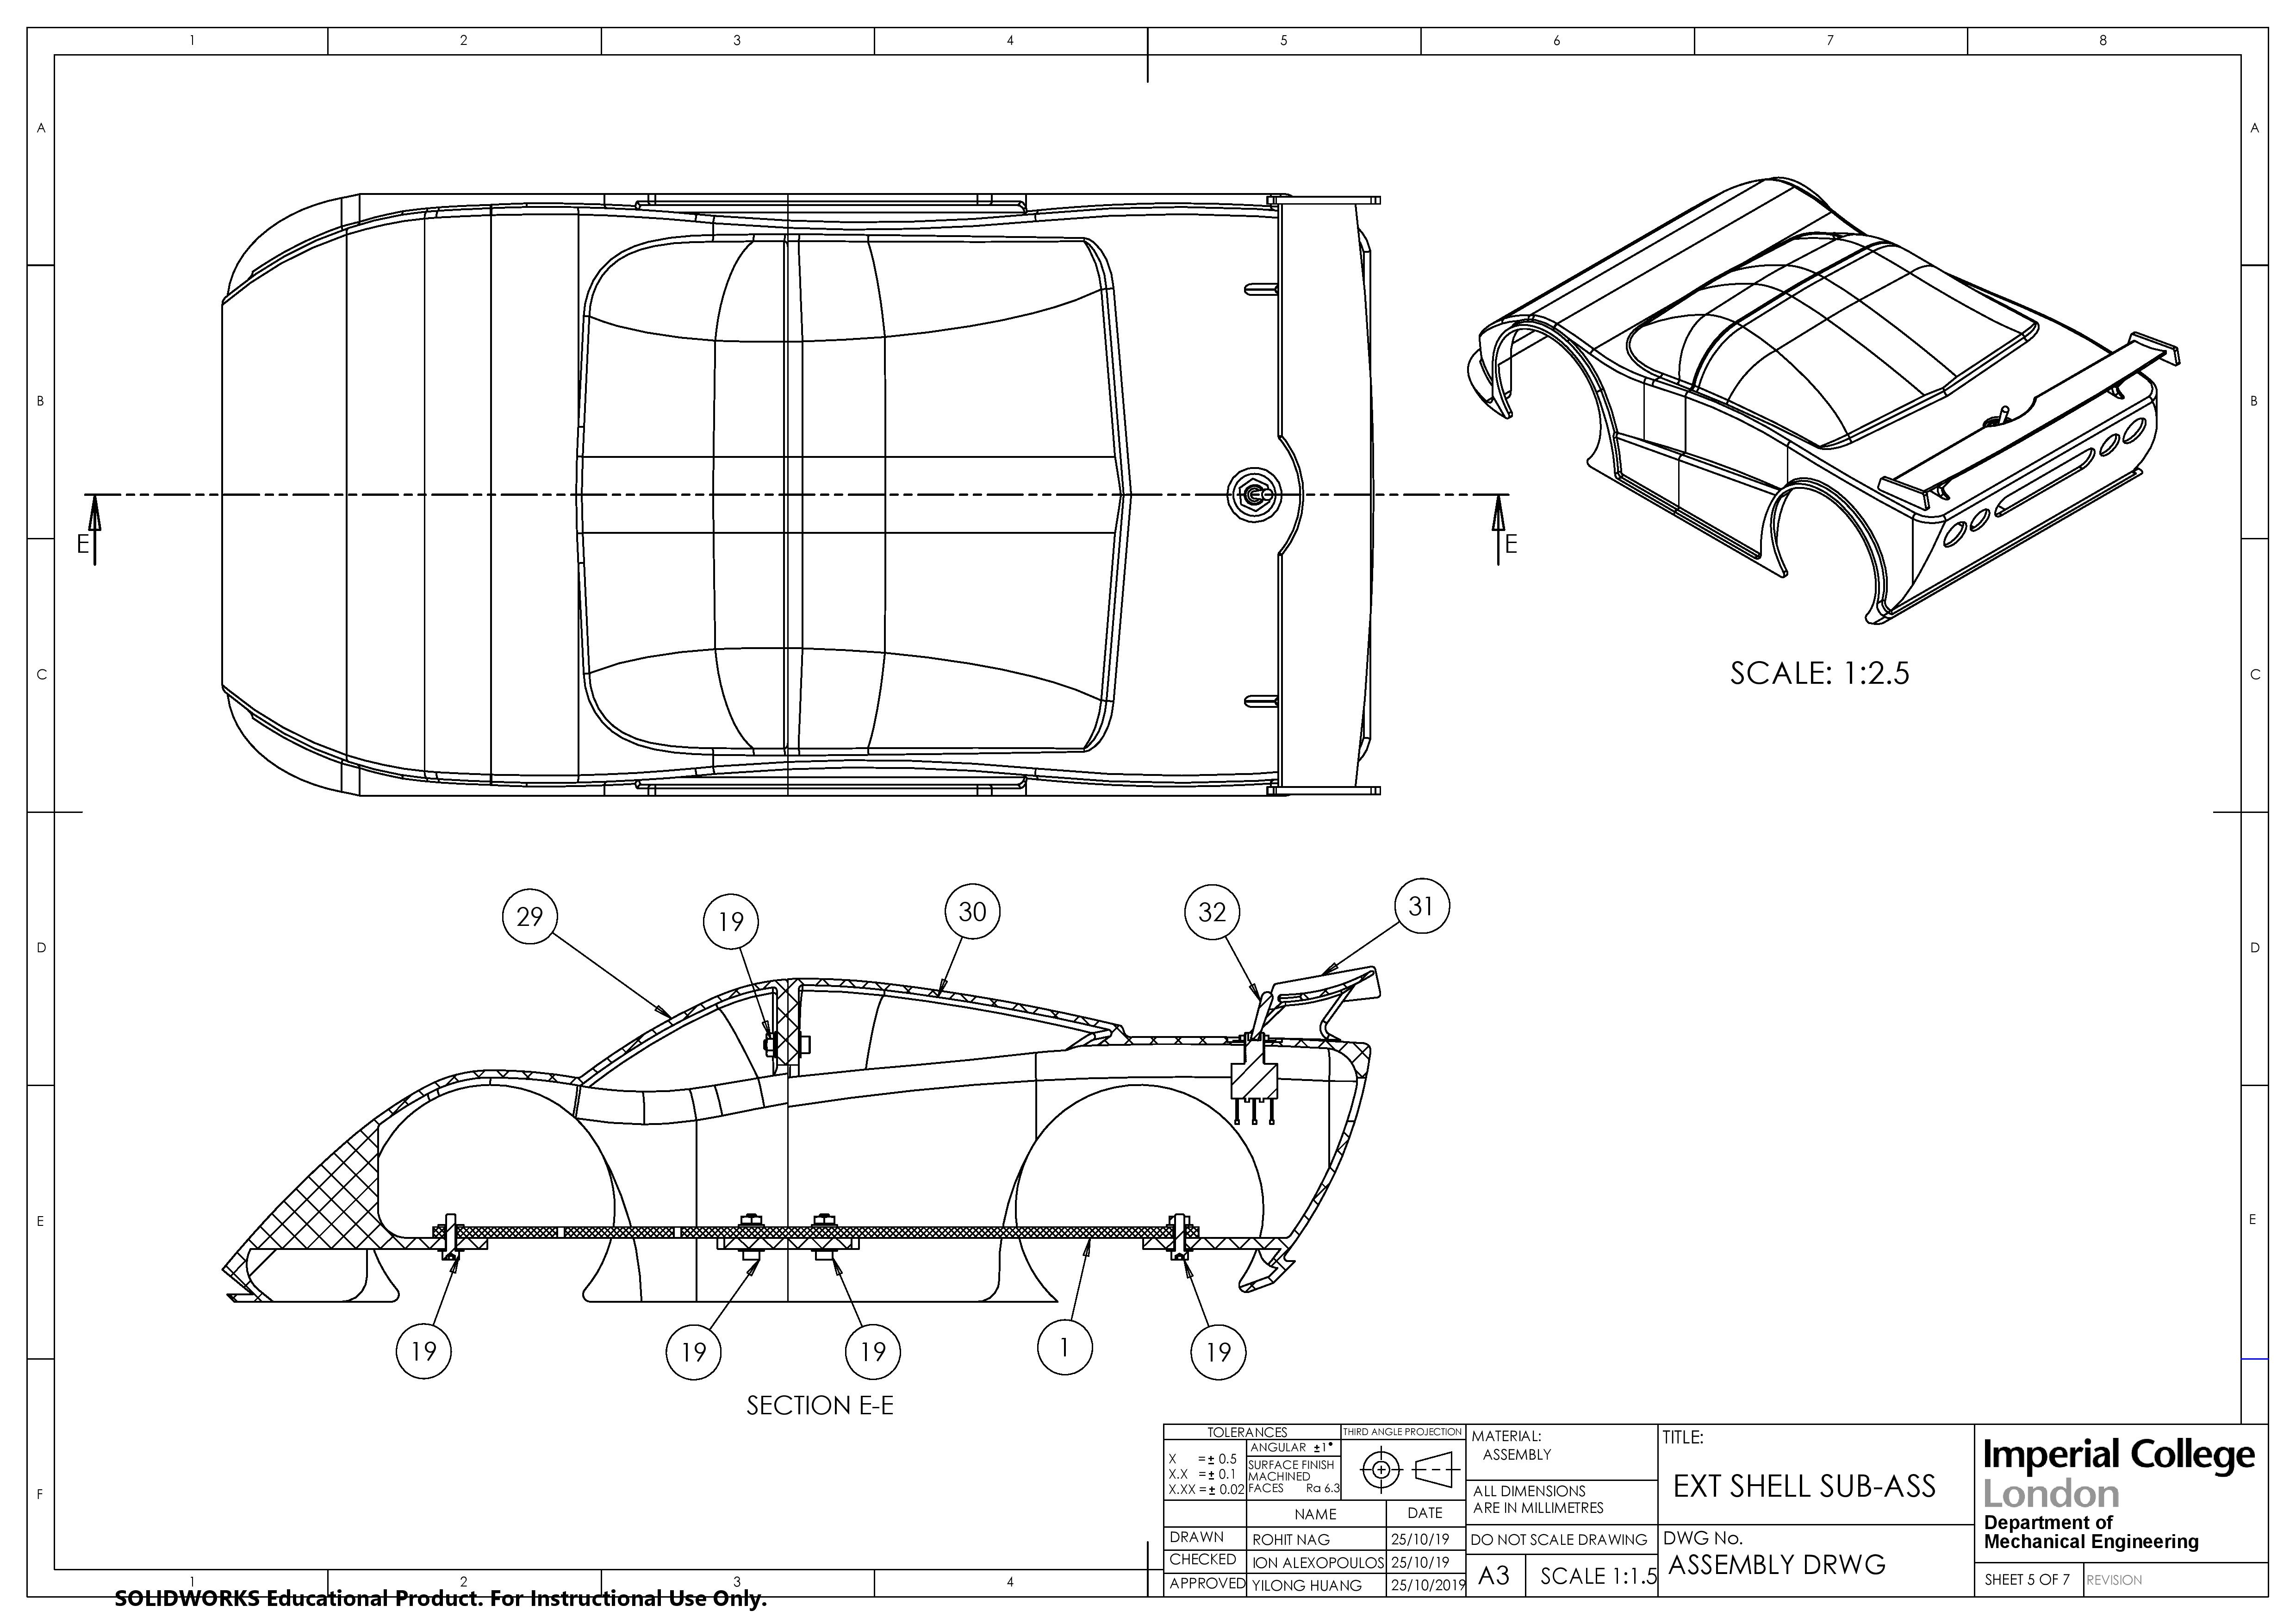 1 2 3 4 5 6 7 8
A A
B B
C C
D D
E E
F
E E
SCALE: 1:2.5
29 19 30 32 31
19 19 19 1 19
SECTION E-E
TOLERANCES
X =± 0.5
X.X =± 0.1
X.XX =± 0.02
ANGULAR ±1°
SURFACE FINISH
MACHINED
FACES Ra 6.3
THIRD ANGLE PROJECTION
MATERIAL:
ASSEMBLY
ALL DIMENSIONS
ARE IN MILLIMETRES
NAME DATE
DRAWN ROHIT NAG 25/10/19
CHECKED ION ALEXOPOULOS 25/10/19
APPROVED YILONG HUANG 25/10/2019
DO NOT SCALE DRAWING
A3 SCALE 1:1.5
TITLE:
EXT SHELL SUB-ASS
DWG No.
ASSEMBLY DRWG
Imperial College
London
Department of
Mechanical Engineering
SHEET 5 OF 7 REVISION
1 2 3 4
SOLIDWORKS Educational Product. For Instructional Use Only.